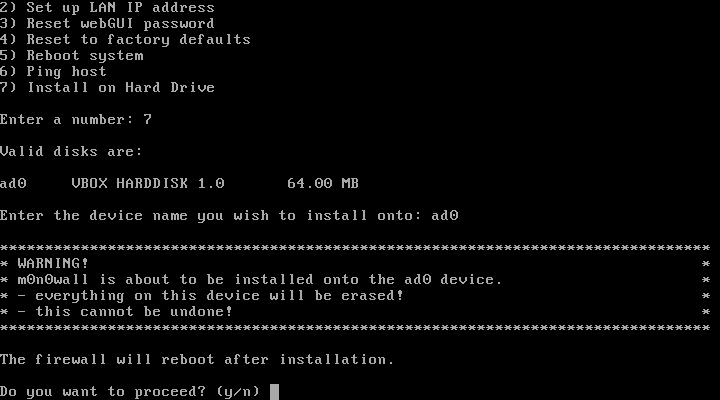 2) Set up LAN IP address
3) Reset webGUI password
4) Reset to factory defaults
5) Reboot system
6) Ping host
7) Install on Hard Drive
Enter a number: 7
Valid disks are:
ad0     VBOX HARDDISK 1.0       64.00 MB
Enter the device name you wish to install onto: ad0
*******************************************************************************
* WARNING!                                                                    *
* m0n0wall is about to be installed onto the ad0 device.                      *
* - everything on this device will be erased!                                 *
* - this cannot be undone!                                                    *
*******************************************************************************
The firewall will reboot after installation.
Do you want to proceed? (y/n)